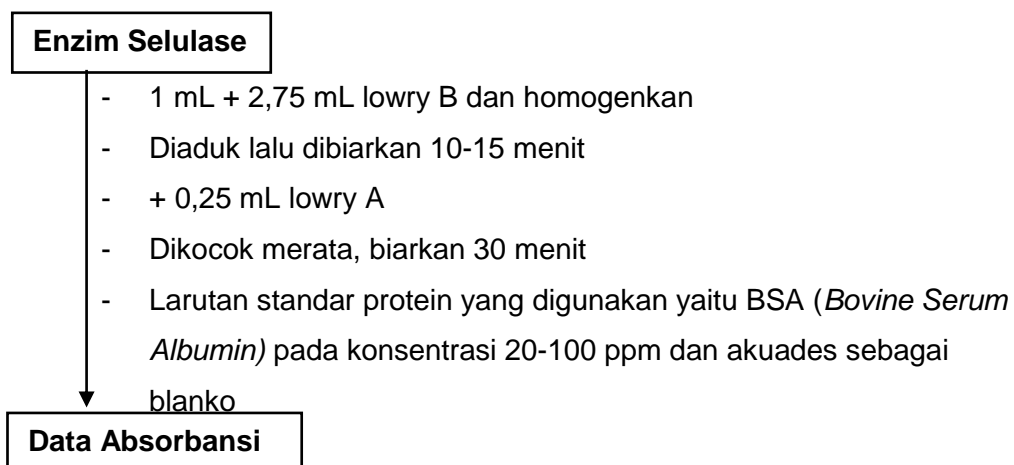 Enzim Selulase
- 1 mL + 2,75 mL lowry B dan homogenkan
- Diaduk lalu dibiarkan 10-15 menit
- + 0,25 mL lowry A
- Dikocok merata, biarkan 30 menit
- Larutan standar protein yang digunakan yaitu BSA (Bovine Serum
Albumin) pada konsentrasi 20-100 ppm dan akuades sebagai
blanko
Data Absorbansi